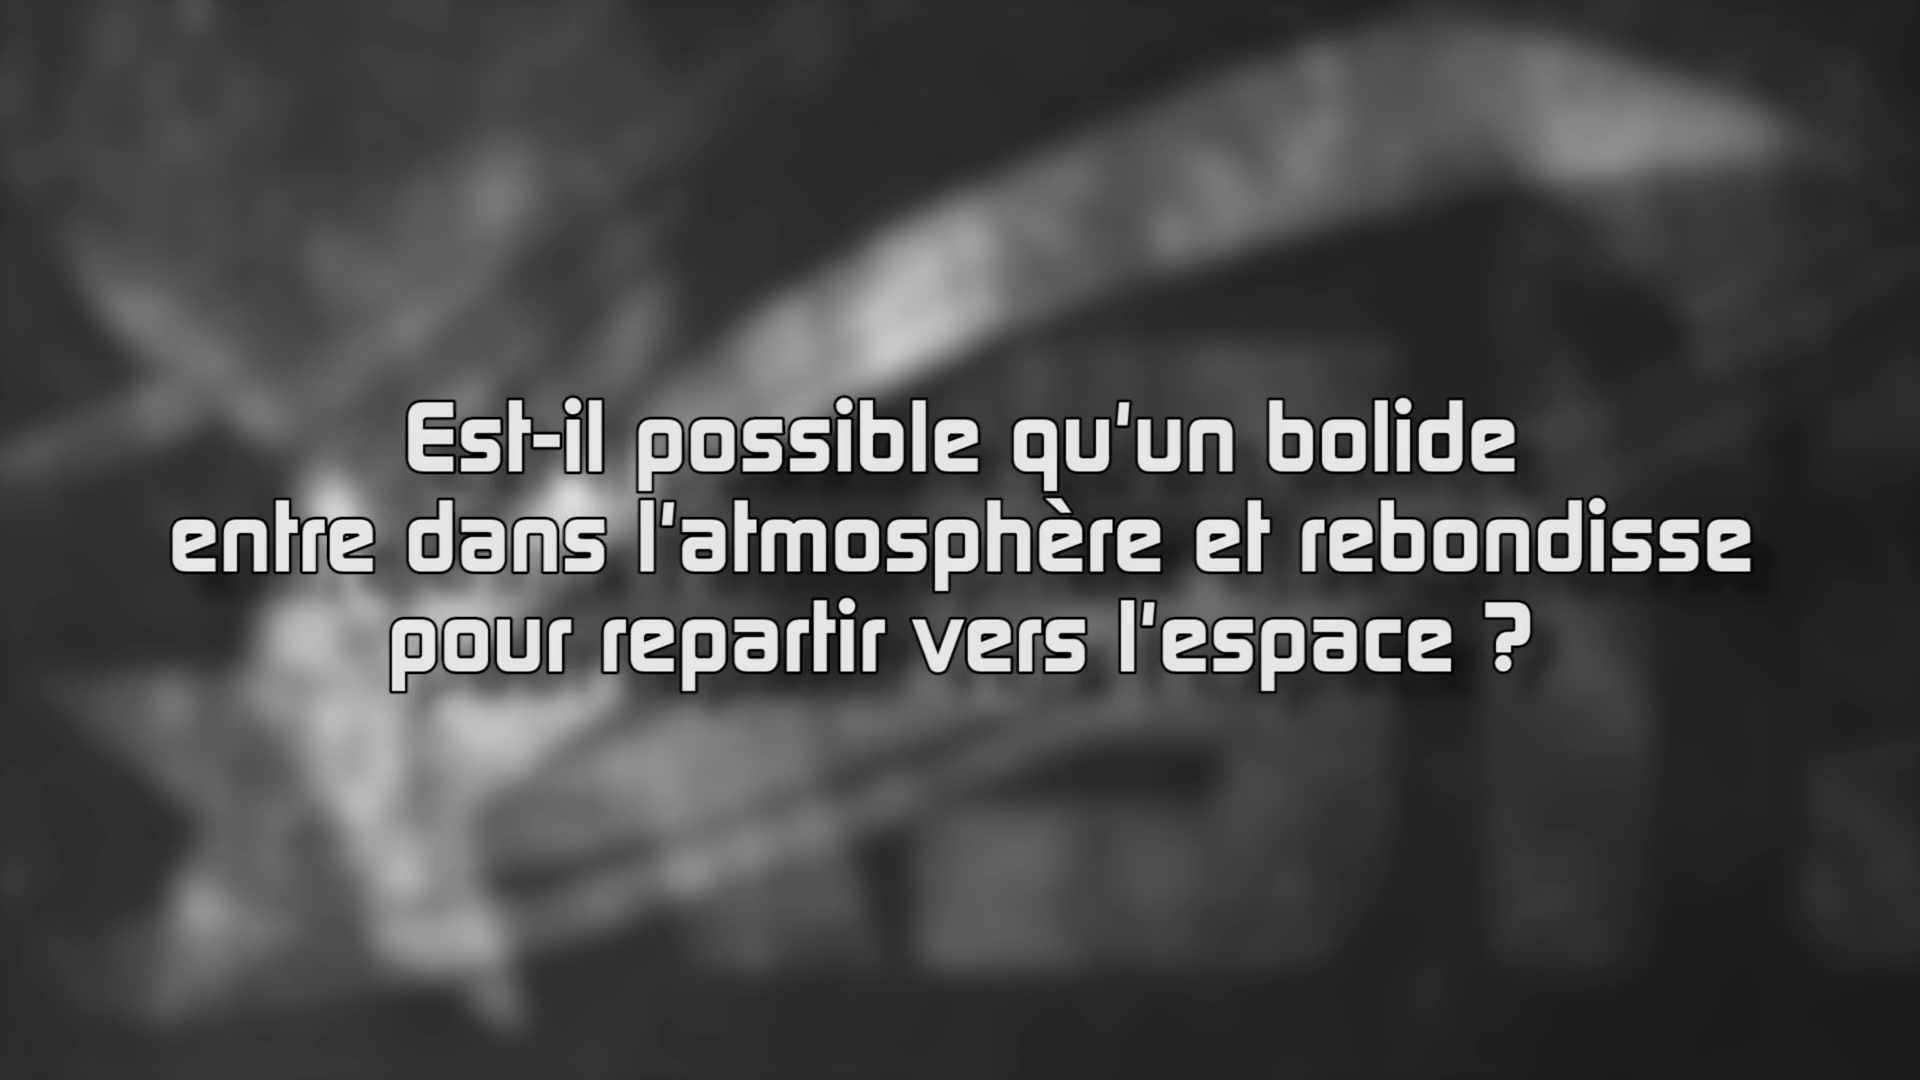 Est-il possible qu'un bolide
entre dans l'atmosphère et rebondisse
pour repartir vers l'espace ?